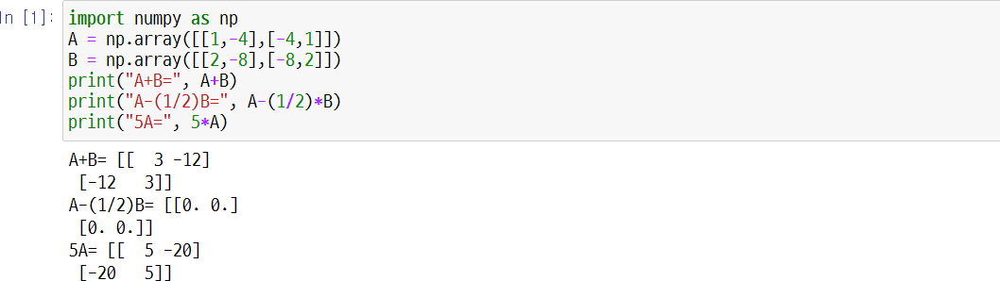 In [1]:
import numpy as np
A = np.array([[1,-4],[-4,1]])
B = np.array([[2,-8],[-8,2]])
print("A+B=", A+B)
print("A-(1/2)B=", A-(1/2)*B)
print("5A=", 5*A)
A+B= [[  3 -12]
 [-12   3]]
A-(1/2)B= [[0. 0.]
 [0. 0.]]
5A= [[  5 -20]
 [-20   5]]